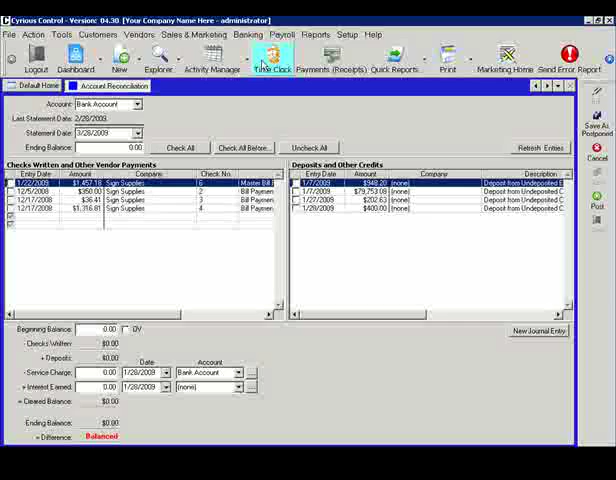 Cyrious Control - Version: 04.30 [Your Company Name Here - administrator]
File Action Tools Customers Vendors Sales & Marketing Banking Payroll Reports Setup Help
Logout Dashboard New Explorer Activity Manager Time Clock Payments (Receipts) Quick Reports Print Marketing Home Send Error Report
Default Home Account Reconciliation
Account: Bank Account
Last Statement Date: 2/28/2009
Statement Date: 3/28/2009
Ending Balance: 0.00 Check All Check All Before... Uncheck All Refresh Entries
Save As Postponed
Cancel
Post
Checks Written and Other Vendor Payments Deposits and Other Credits
Entry Date Amount Company Check No. Entry Date Amount Company Description
1/22/2009 $1,457.18 Sign Supplies 6 Master Bill F 1/7/2009 $948.20 (none) Deposit from Undeposited
12/5/2008 $350.00 Sign Supplies 2 Bill Paymen 1/7/2009 $79,753.08 (none) Deposit from Undeposited
12/17/2008 $36.41 Sign Supplies 3 Bill Paymen 1/27/2009 $202.63 (none) Deposit from Undeposited
12/17/2008 $1,316.81 Sign Supplies 4 Bill Paymen 1/28/2009 $400.00 (none) Deposit from Undeposited
Beginning Balance: 0.00 OV New Journal Entry
- Checks Written: $0.00
+ Deposits: $0.00
Date Account
- Service Charge: 0.00 1/28/2009 Bank Account ...
+ Interest Earned: 0.00 1/28/2009 (none) ...
= Cleared Balance: $0.00
Ending Balance: $0.00
= Difference: Balanced